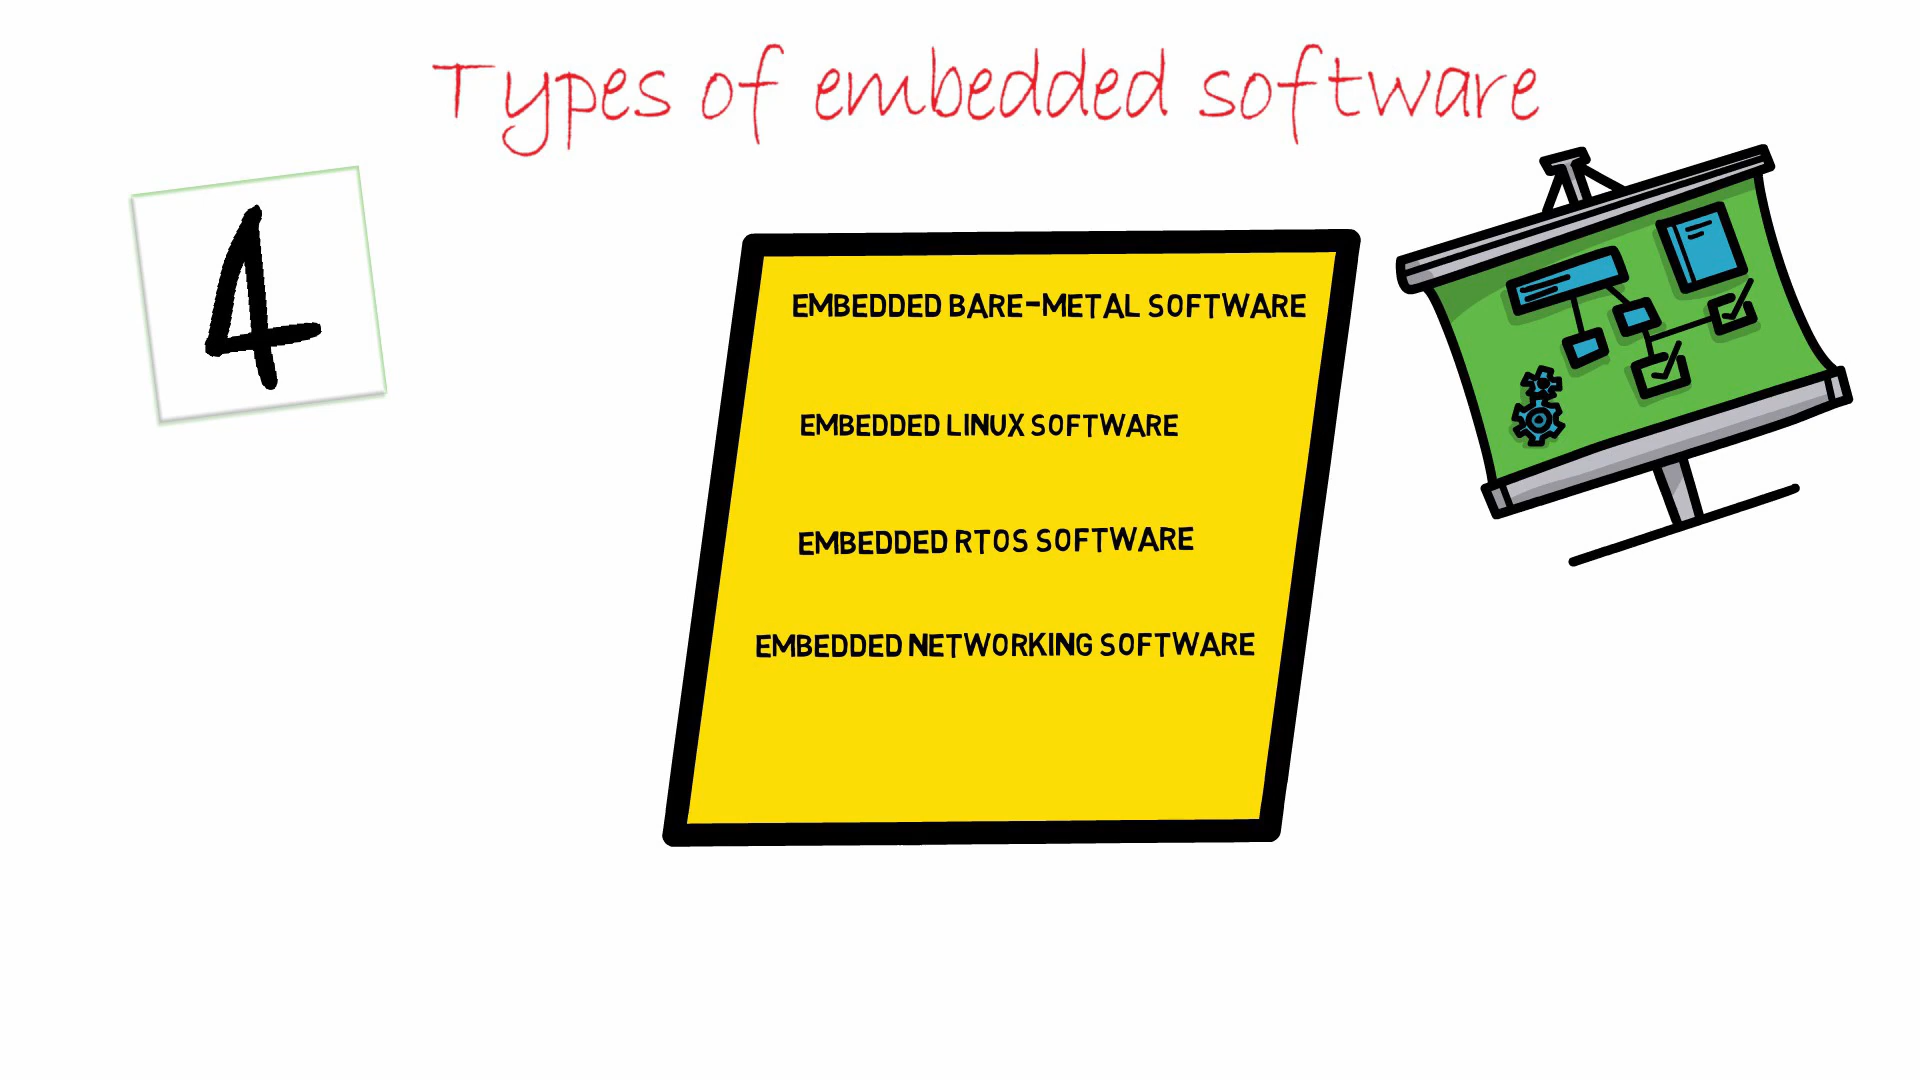 Types of embedded software
4
EMBEDDED BARE-METAL SOFTWARE
EMBEDDED LINUX SOFTWARE
EMBEDDED RTOS SOFTWARE
EMBEDDED NETWORKING SOFTWARE